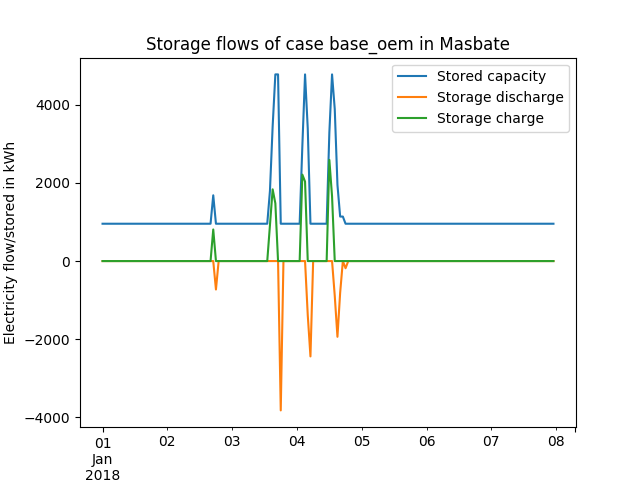 Storage flows of case base_oem in Masbate
Stored capacity
Storage discharge
Storage charge
Electricity flow/stored in kWh
4000
2000
0
−2000
−4000
01 02 03 04 05 06 07 08
Jan
2018